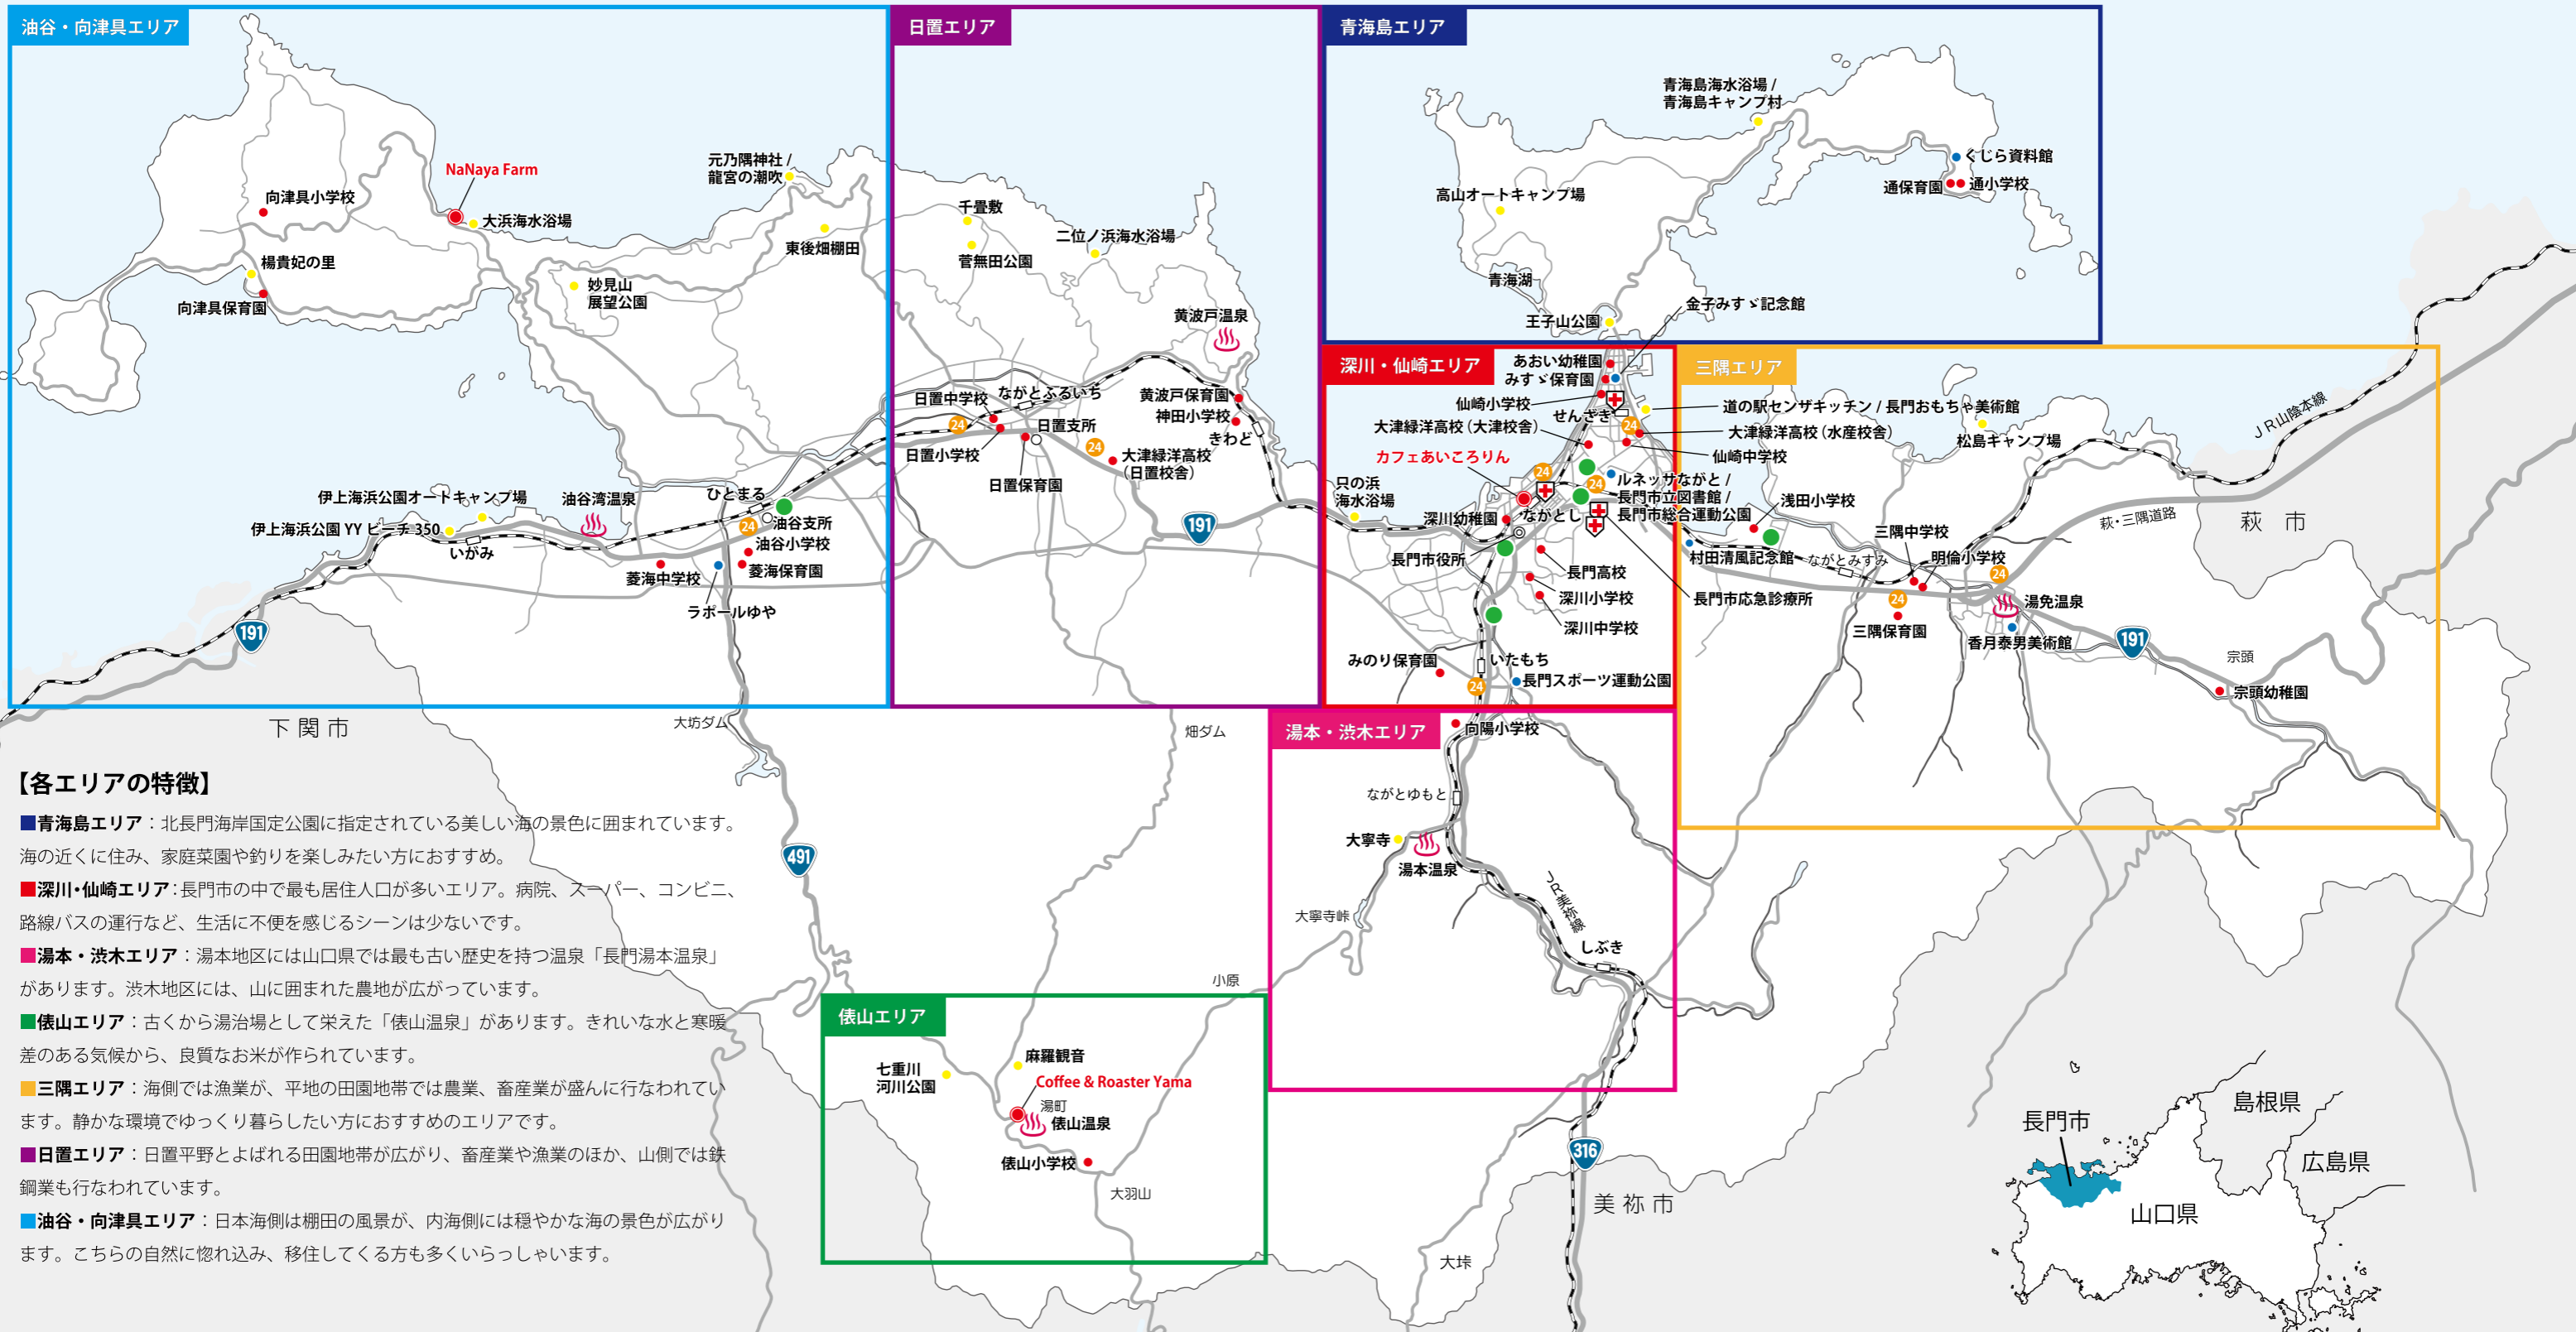 油谷・向津具エリア
向津具小学校
NaNaya Farm
大浜海水浴場
元乃隅神社 /
龍宮の潮吹
東後畑棚田
楊貴妃の里
向津具保育園
妙見山
展望公園
伊上海浜公園オートキャンプ場
伊上海浜公園 YY ビーチ 350
いがみ
油谷湾温泉
ひとまる
24
油谷支所
油谷小学校
菱海保育園
菱海中学校
ラポールゆや
191
日置エリア
千畳敷
菅無田公園
二位ノ浜海水浴場
黄波戸温泉
日置中学校
ながとふるいち
24
日置支所
日置小学校
日置保育園
24
大津緑洋高校
（日置校舎）
黄波戸保育園
神田小学校
きわど
191
青海島エリア
青海島海水浴場 /
青海島キャンプ村
くじら資料館
通保育園
通小学校
高山オートキャンプ場
青海湖
王子山公園
金子みすゞ記念館
深川・仙崎エリア
あおい幼稚園
みすゞ保育園
仙崎小学校
せんざき
道の駅センザキッチン / 長門おもちゃ美術館
大津緑洋高校（大津校舎）
24
大津緑洋高校（水産校舎）
仙崎中学校
カフェあいころりん
24
24
ルネッサながと /
長門市立図書館 /
長門市総合運動公園
只の浜
海水浴場
深川幼稚園
ながとし
長門市役所
長門高校
深川小学校
長門市応急診療所
深川中学校
みのり保育園
いたもち
24
長門スポーツ運動公園
三隅エリア
松島キャンプ場
浅田小学校
村田清風記念館
ながとみすみ
三隅中学校
明倫小学校
24
24
三隅保育園
湯免温泉
香月泰男美術館
191
宗頭
宗頭幼稚園
萩・三隅道路
ＪＲ山陰本線
萩　市
下関市
大坊ダム
491
畑ダム
小原
湯本・渋木エリア
向陽小学校
ながとゆもと
大寧寺
湯本温泉
大寧寺峠
ＪＲ美祢線
しぶき
俵山エリア
七重川
河川公園
麻羅観音
Coffee & Roaster Yama
湯町
俵山温泉
俵山小学校
大羽山
316
美祢市
大垰
【各エリアの特徴】
■青海島エリア：北長門海岸国定公園に指定されている美しい海の景色に囲まれています。
海の近くに住み、家庭菜園や釣りを楽しみたい方におすすめ。
■深川・仙崎エリア：長門市の中で最も居住人口が多いエリア。病院、スーパー、コンビニ、
路線バスの運行など、生活に不便を感じるシーンは少ないです。
■湯本・渋木エリア：湯本地区には山口県では最も古い歴史を持つ温泉「長門湯本温泉」
があります。渋木地区には、山に囲まれた農地が広がっています。
■俵山エリア：古くから湯治場として栄えた「俵山温泉」があります。きれいな水と寒暖
差のある気候から、良質なお米が作られています。
■三隅エリア：海側では漁業が、平地の田園地帯では農業、畜産業が盛んに行なわれてい
ます。静かな環境でゆっくり暮らしたい方におすすめのエリアです。
■日置エリア：日置平野とよばれる田園地帯が広がり、畜産業や漁業のほか、山側では鉄
鋼業も行なわれています。
■油谷・向津具エリア：日本海側は棚田の風景が、内海側には穏やかな海の景色が広がり
ます。こちらの自然に惚れ込み、移住してくる方も多くいらっしゃいます。
長門市
島根県
広島県
山口県